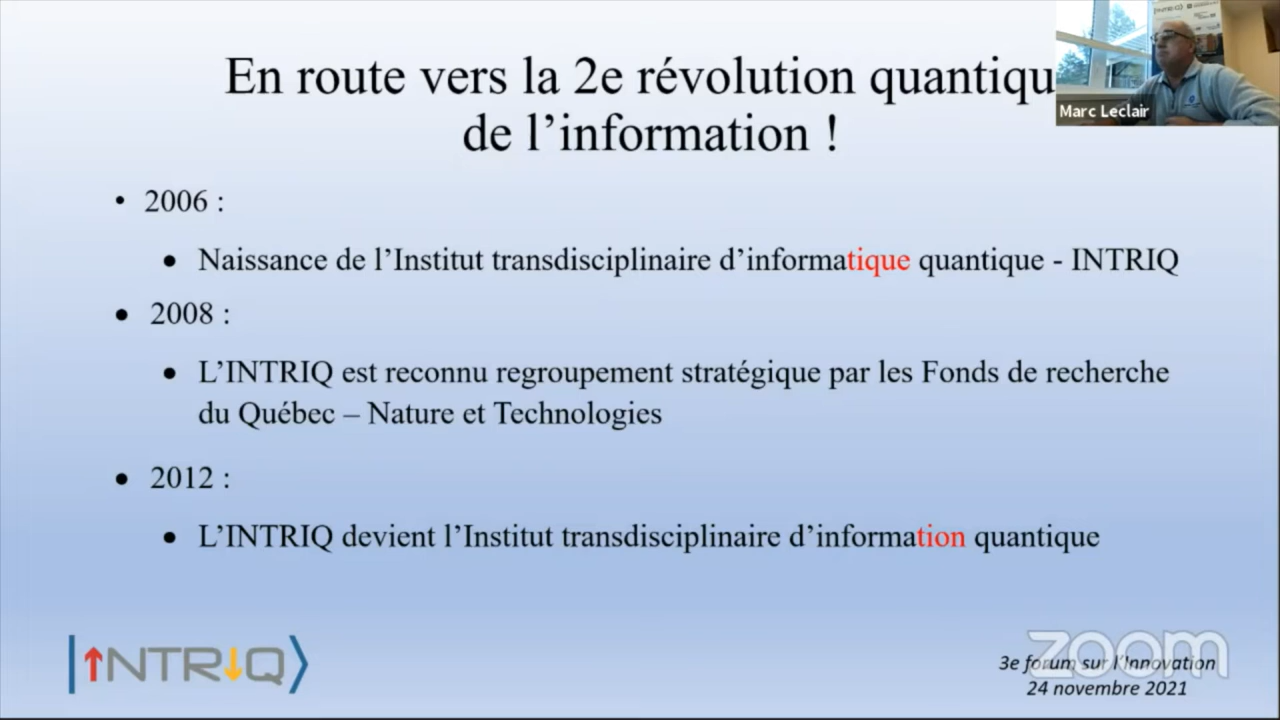 En route vers la 2e révolution quantiqu
de l’information !
Marc Leclair
• 2006 :
• Naissance de l’Institut transdisciplinaire d’informatique quantique - INTRIQ
• 2008 :
• L’INTRIQ est reconnu regroupement stratégique par les Fonds de recherche
du Québec – Nature et Technologies
• 2012 :
• L’INTRIQ devient l’Institut transdisciplinaire d’information quantique
INTRIQ
zoom
3e forum sur l’Innovation
24 novembre 2021